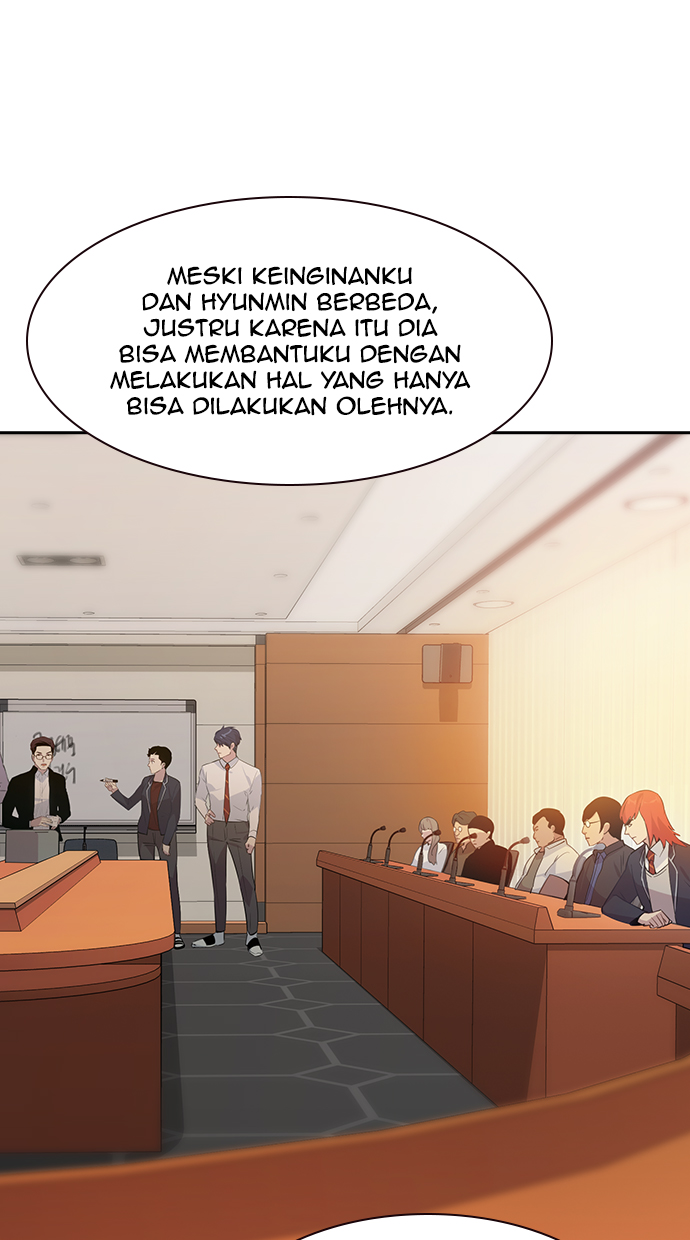 MESKI KEINGINANKU
DAN HYUNMIN BERBEDA,
JUSTRU KARENA ITU DIA
BISA MEMBANTUKU DENGAN
MELAKUKAN HAL YANG HANYA
BISA DILAKUKAN OLEHNYA.